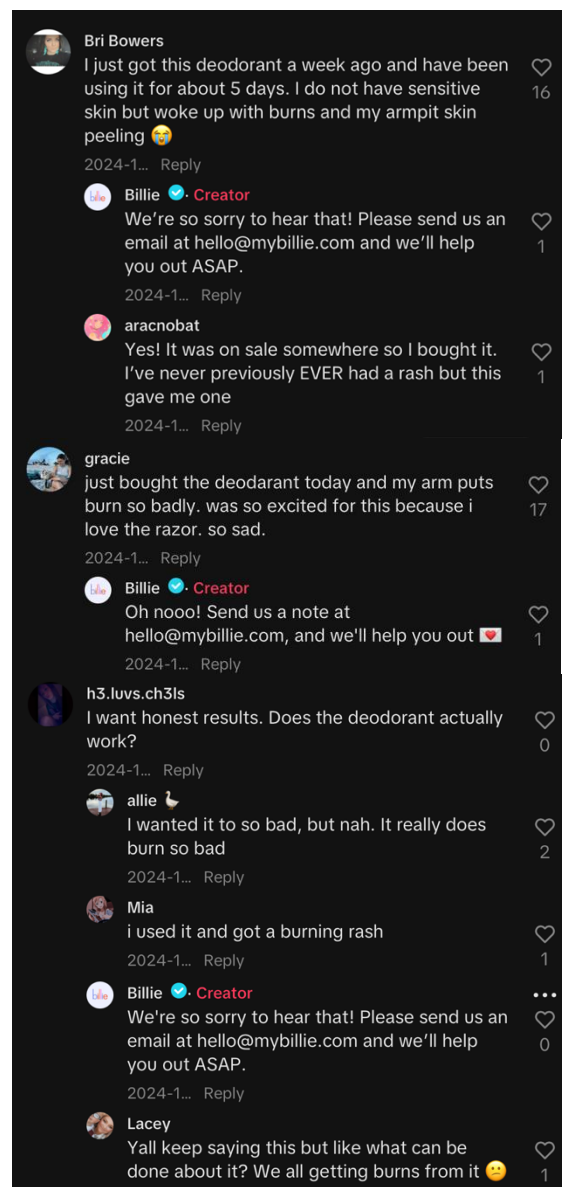 Bri Bowers
I just got this deodorant a week ago and have been
using it for about 5 days. I do not have sensitive
skin but woke up with burns and my armpit skin
peeling 😭
16
2024-1... Reply
billie
Billie · Creator
We're so sorry to hear that! Please send us an
email at hello@mybillie.com and we'll help
you out ASAP.
1
2024-1... Reply
aracnobat
Yes! It was on sale somewhere so I bought it.
I've never previously EVER had a rash but this
gave me one
1
2024-1... Reply
gracie
just bought the deodarant today and my arm puts
burn so badly. was so excited for this because i
love the razor. so sad.
17
2024-1... Reply
billie
Billie · Creator
Oh nooo! Send us a note at
hello@mybillie.com, and we'll help you out 💌
1
2024-1... Reply
h3.luvs.ch3ls
I want honest results. Does the deodorant actually
work?
0
2024-1... Reply
allie 🪿
I wanted it to so bad, but nah. It really does
burn so bad
2
2024-1... Reply
Mia
i used it and got a burning rash
1
2024-1... Reply
billie
Billie · Creator
We're so sorry to hear that! Please send us an
email at hello@mybillie.com and we'll help
you out ASAP.
0
2024-1... Reply
Lacey
Yall keep saying this but like what can be
done about it? We all getting burns from it 😕
1